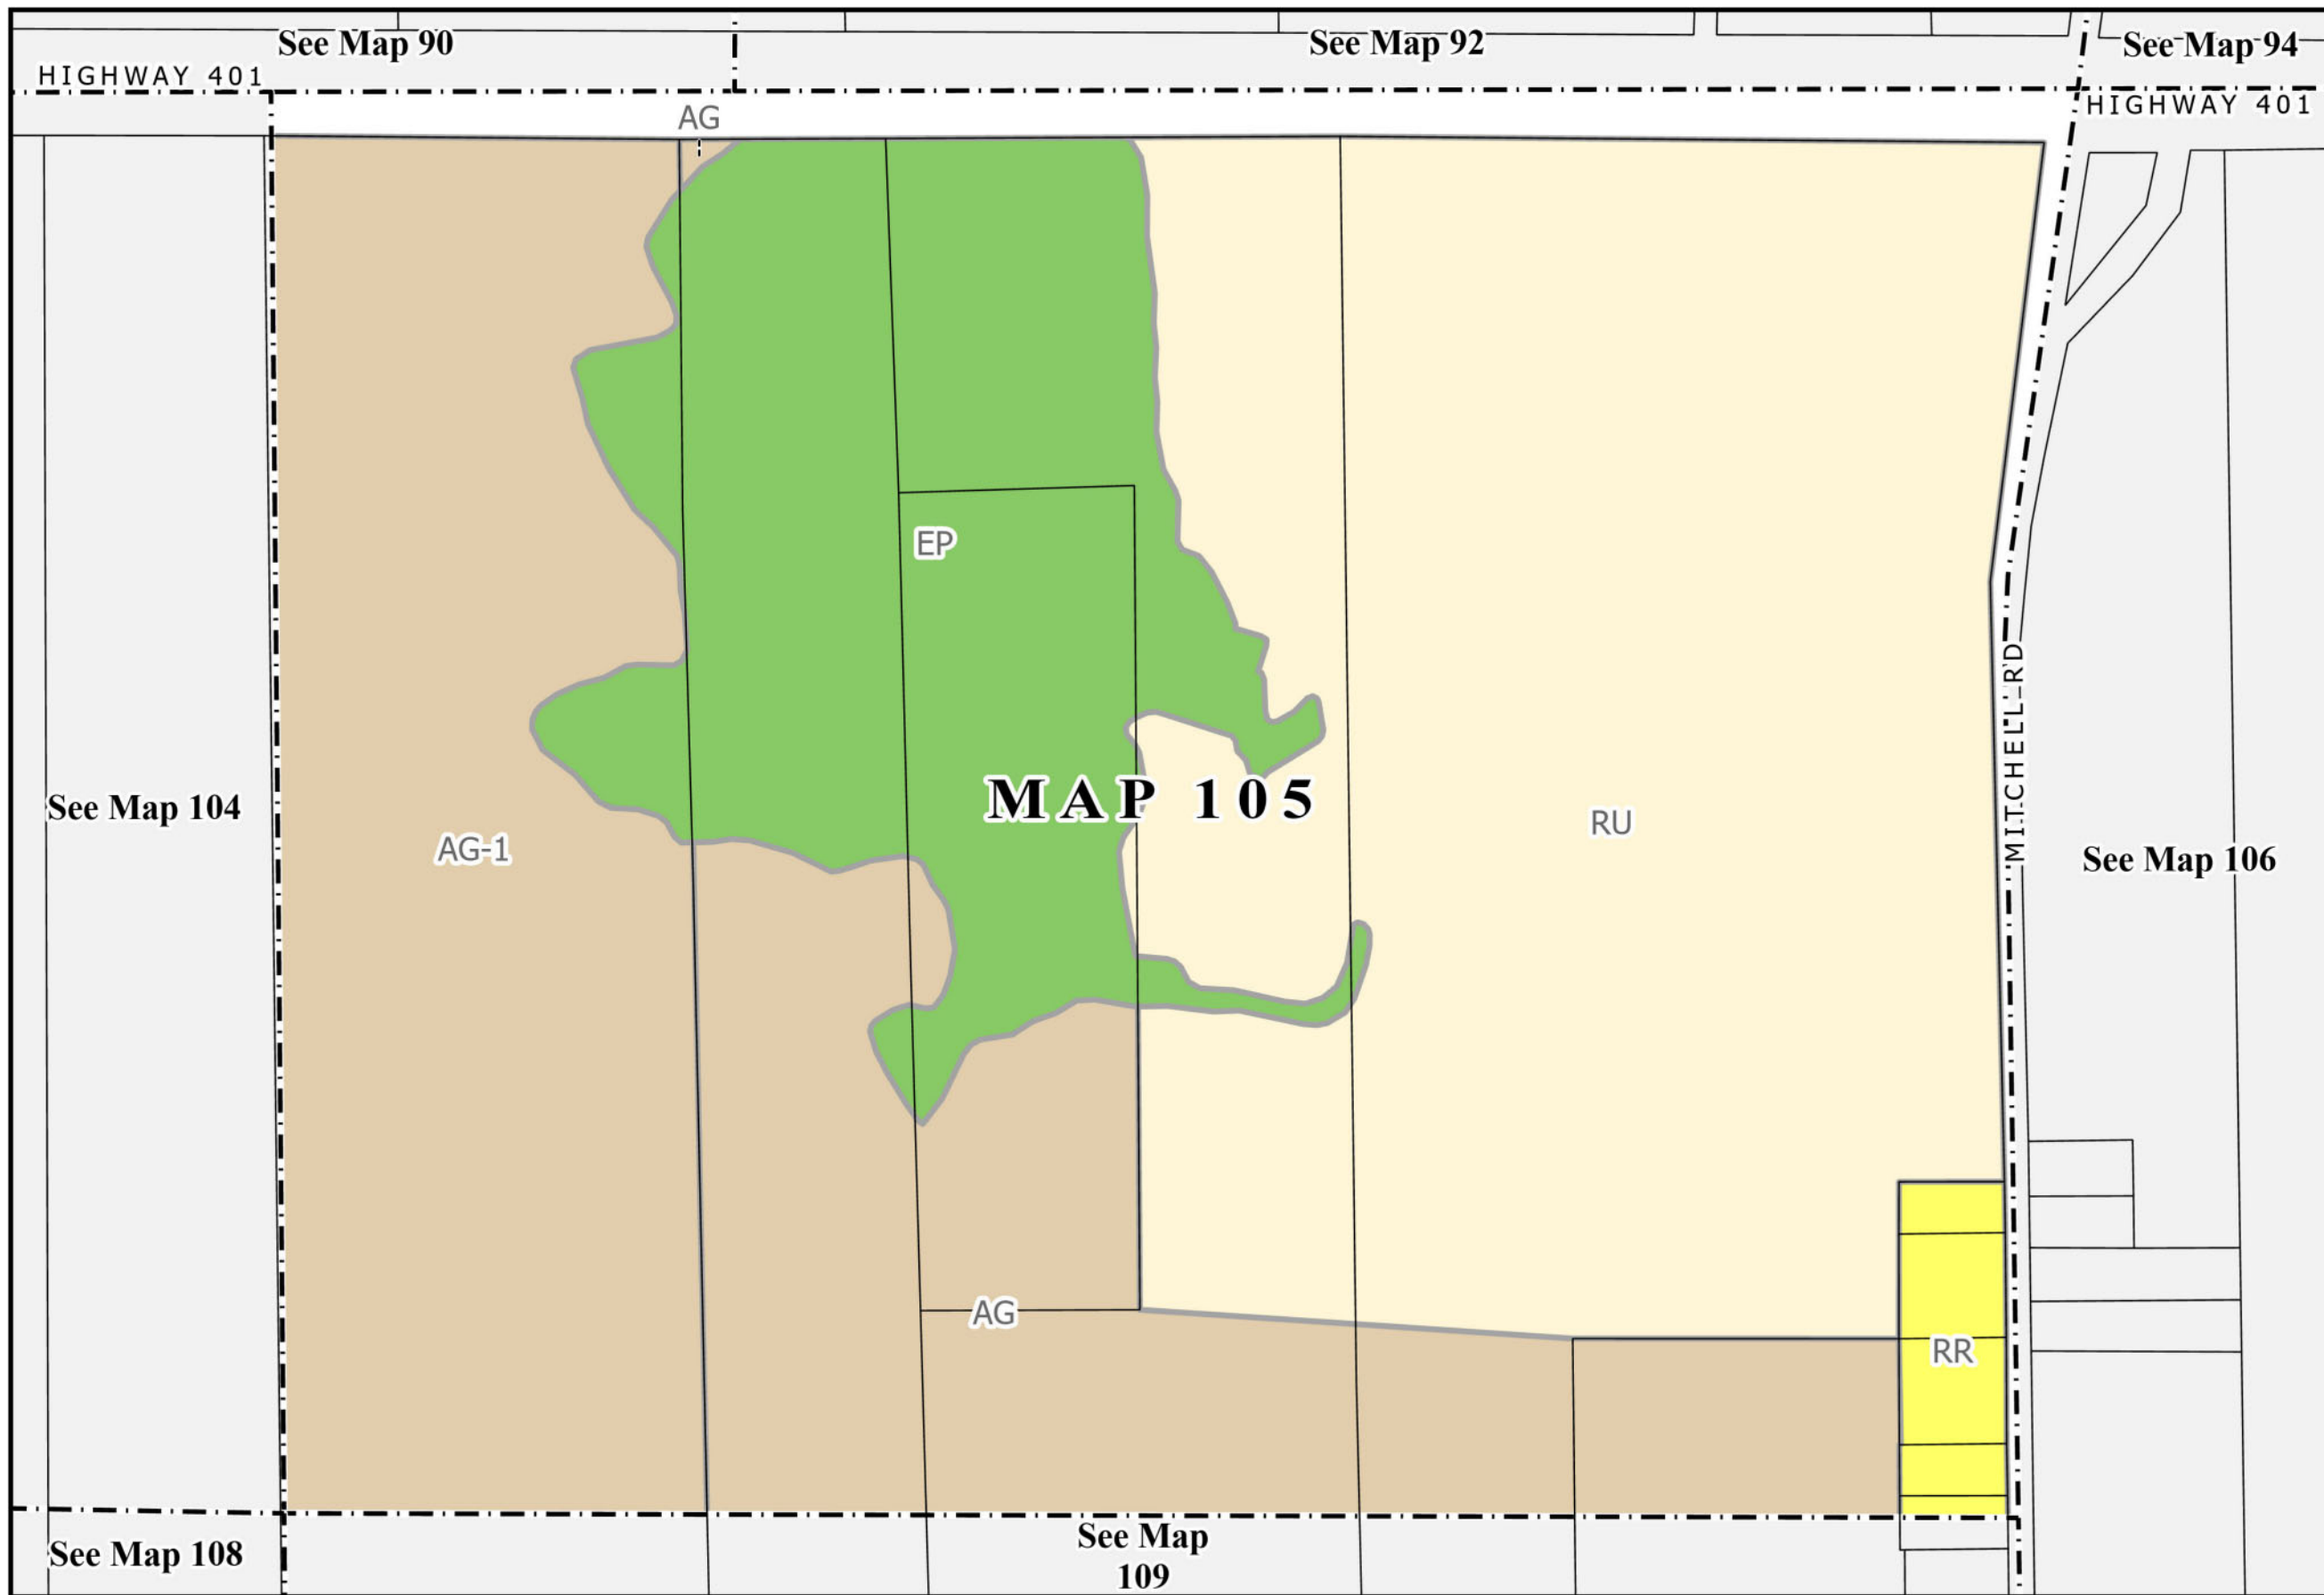 See Map 90
See Map 92
See Map 94
HIGHWAY 401
HIGHWAY 401
AG
EP
MAP 105
MITCHELL RD
See Map 104
AG-1
RU
See Map 106
AG
RR
See Map 108
See Map
109